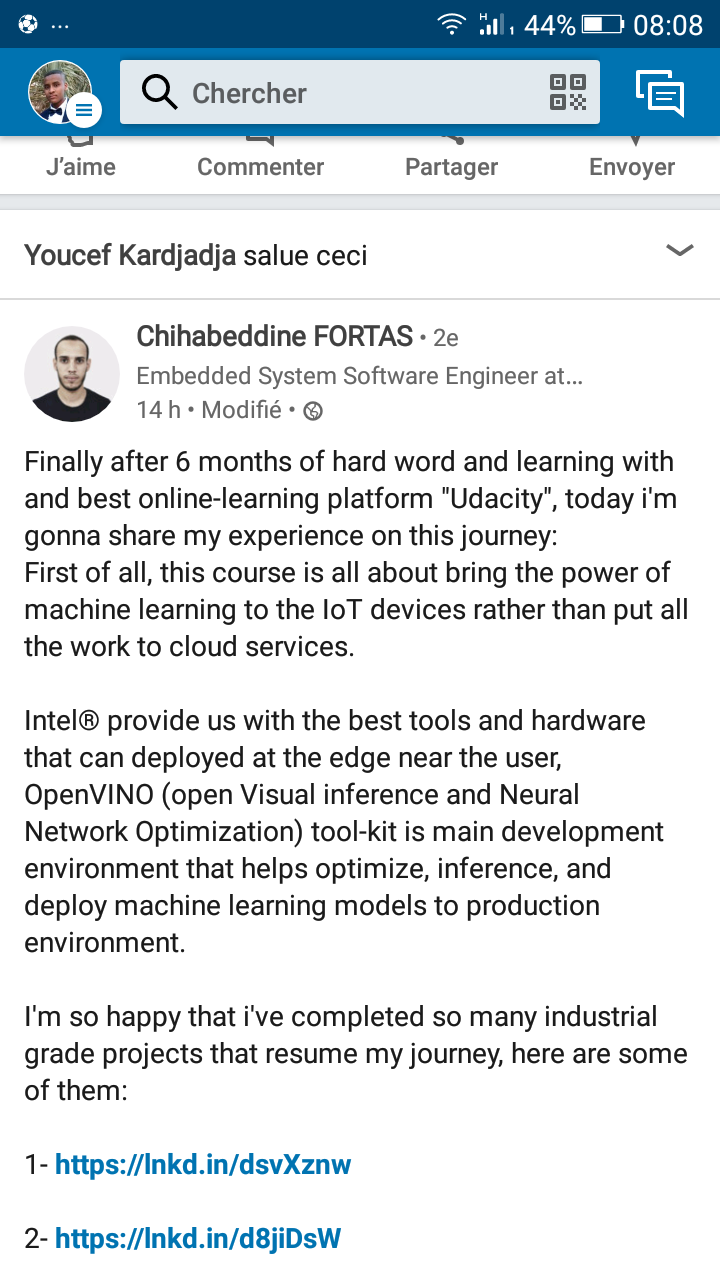 ... H 1 44% 08:08
Chercher
J’aime Commenter Partager Envoyer
Youcef Kardjadja salue ceci
Chihabeddine FORTAS • 2e
Embedded System Software Engineer at...
14 h • Modifié •
Finally after 6 months of hard word and learning with
and best online-learning platform "Udacity", today i'm
gonna share my experience on this journey:
First of all, this course is all about bring the power of
machine learning to the IoT devices rather than put all
the work to cloud services.
Intel® provide us with the best tools and hardware
that can deployed at the edge near the user,
OpenVINO (open Visual inference and Neural
Network Optimization) tool-kit is main development
environment that helps optimize, inference, and
deploy machine learning models to production
environment.
I'm so happy that i've completed so many industrial
grade projects that resume my journey, here are some
of them:
1- https://lnkd.in/dsvXznw
2- https://lnkd.in/d8jiDsW